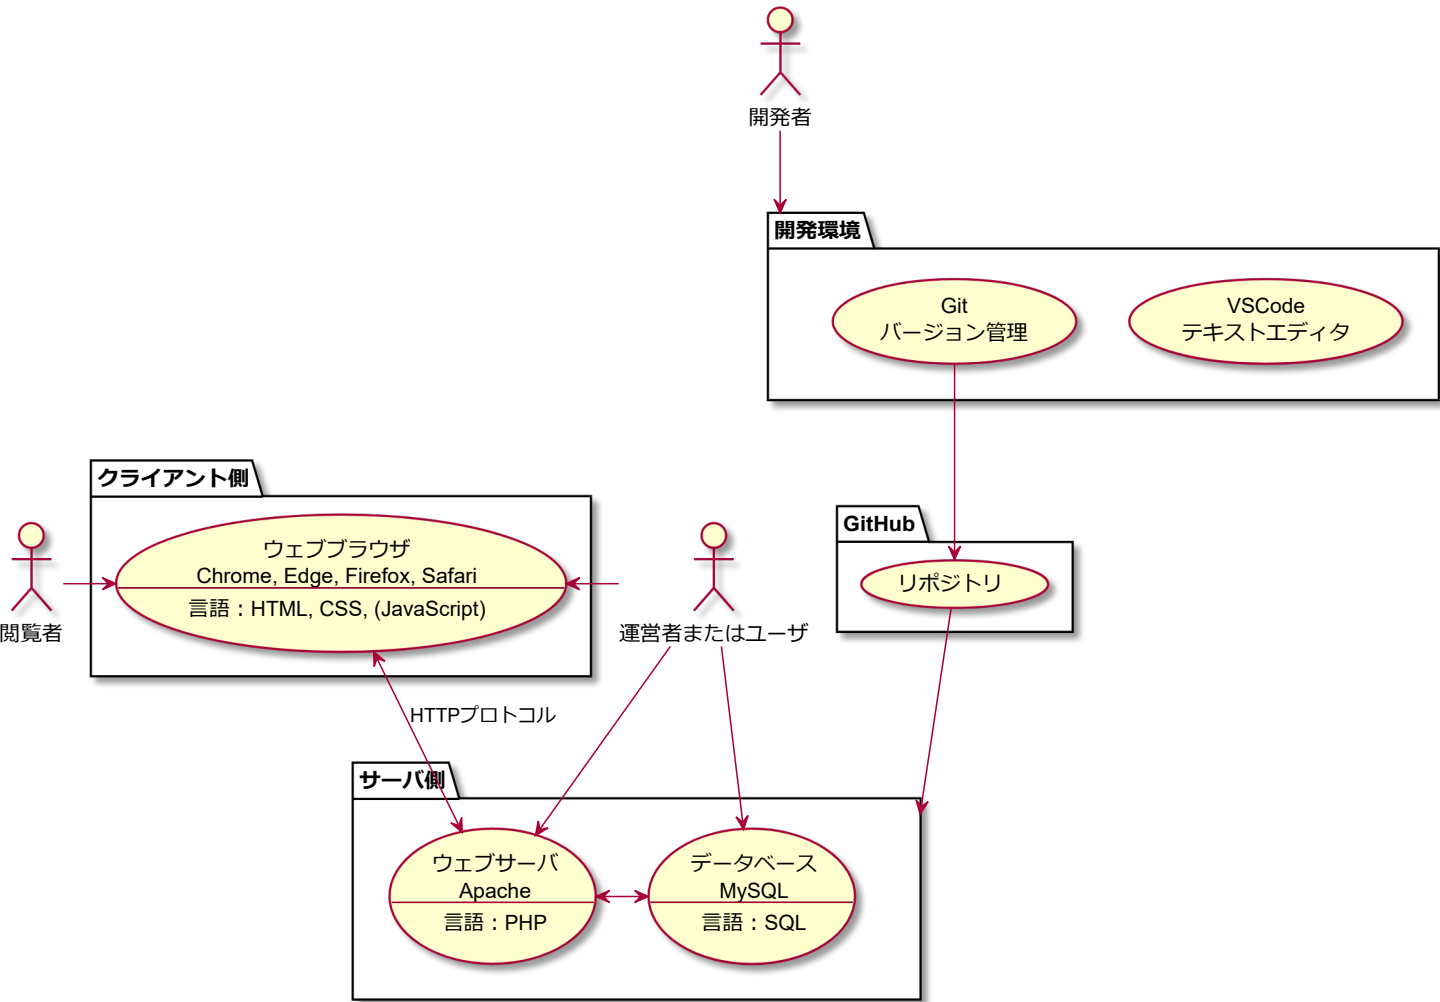 開発者
開発環境
Git
バージョン管理
VSCode
テキストエディタ
クライアント側
ウェブブラウザ
Chrome, Edge, Firefox, Safari
言語：HTML, CSS, (JavaScript)
閲覧者
運営者またはユーザ
GitHub
リポジトリ
HTTPプロトコル
サーバ側
ウェブサーバ
Apache
言語：PHP
データベース
MySQL
言語：SQL